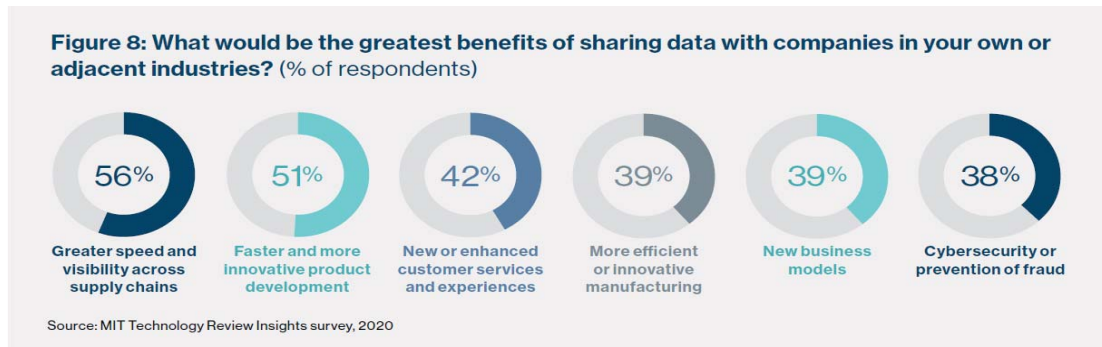 Figure 8: What would be the greatest benefits of sharing data with companies in your own or
adjacent industries? (% of respondents)
56%
51%
42%
39%
39%
38%
Greater speed and
visibility across
supply chains
Faster and more
innovative product
development
New or enhanced
customer services
and experiences
More efficient
or innovative
manufacturing
New business
models
Cybersecurity or
prevention of fraud
Source: MIT Technology Review Insights survey, 2020